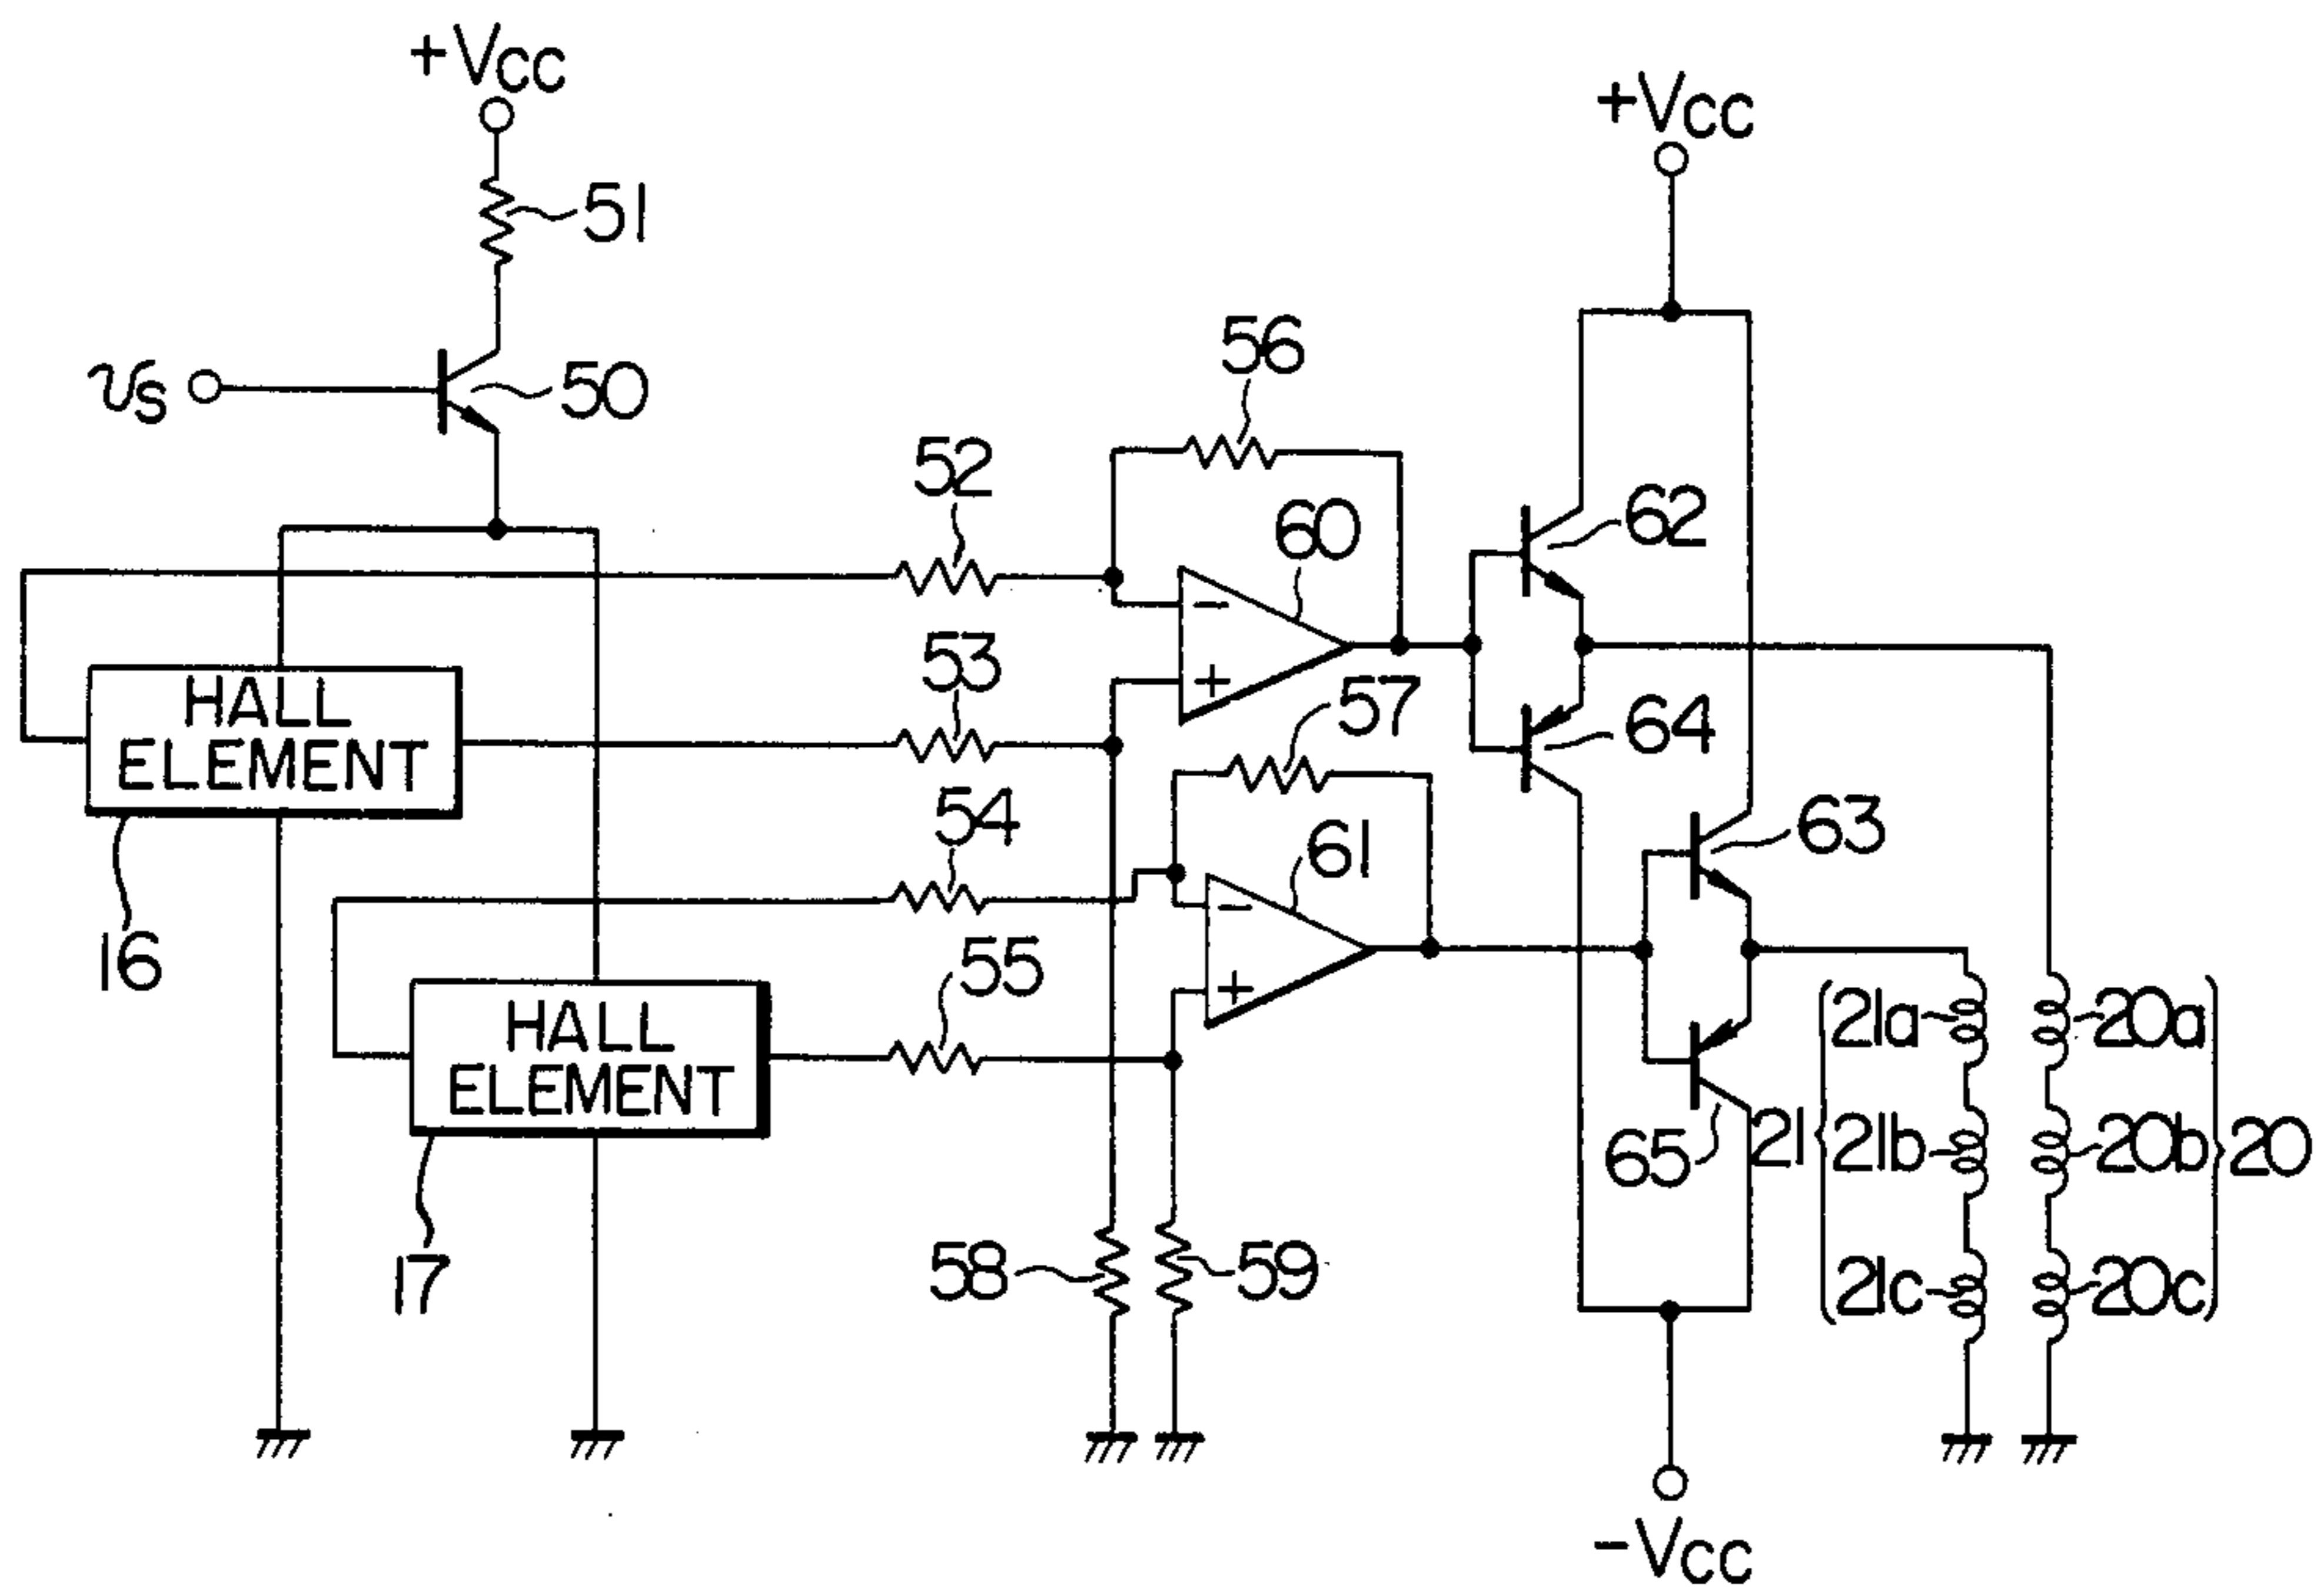 +Vcc
+Vcc
51
vs
50
56
52
60
62
53
57
64
HALL
ELEMENT
54
61
63
16
55
HALL
ELEMENT
21a
20a
65
21
21b
20b
20
17
58
59
21c
20c
-Vcc
-
+
-
+